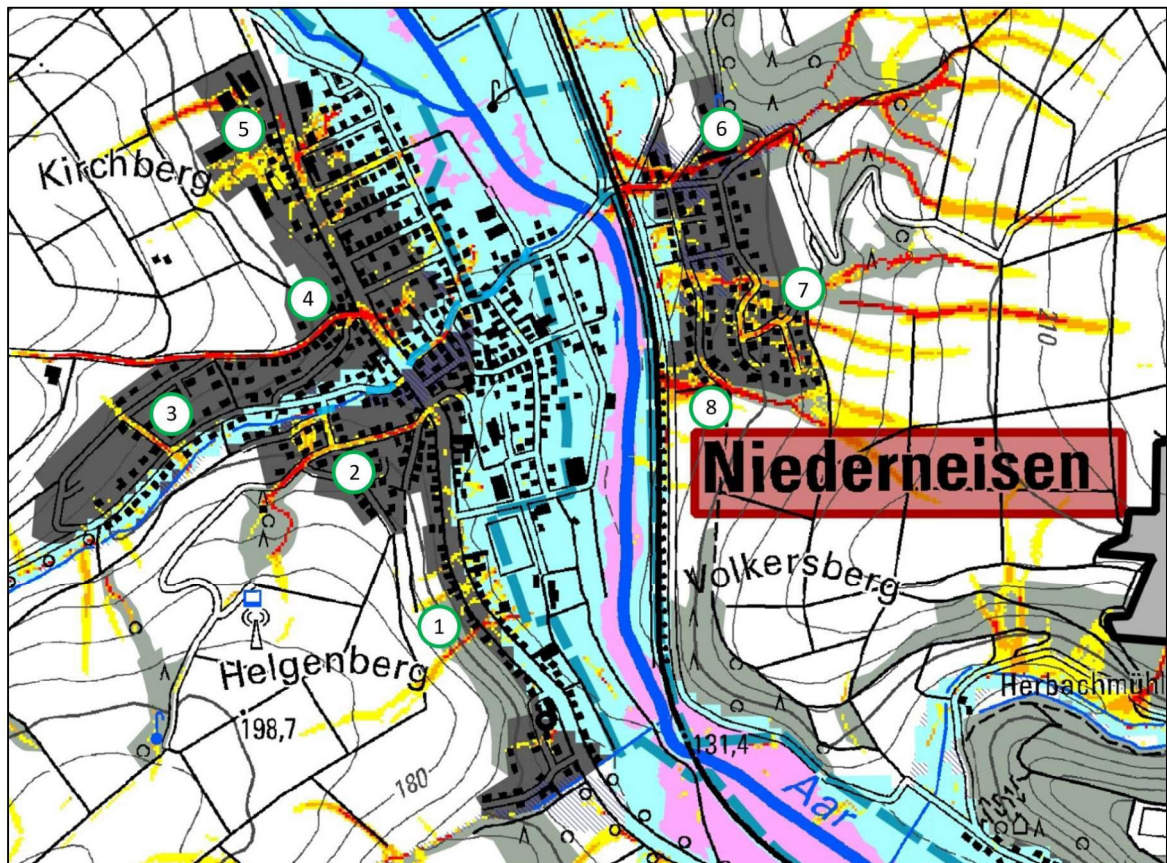 5
6
Kirchberg
4
7
210
3
8
Niederneisen
2
Volkersberg
1
Helgenberg
Herbachmühl
198,7
131,4
180
Aar